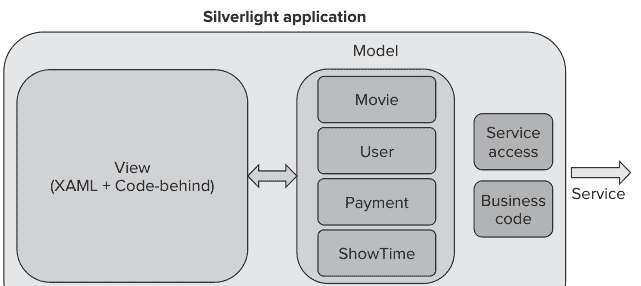 Silverlight application
Model
Movie
User
Payment
ShowTime
View
(XAML + Code-behind)
Service
access
Business
code
Service